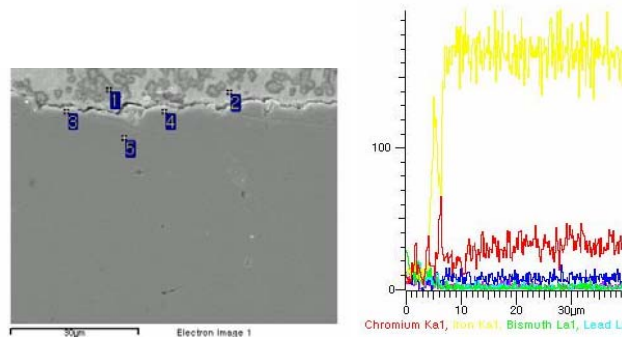 1
2
3
4
5
30μm
Electron Image 1
100
0
0
10
20
30μm
Chromium Ka1, Iron Ka1, Bismuth La1, Lead L